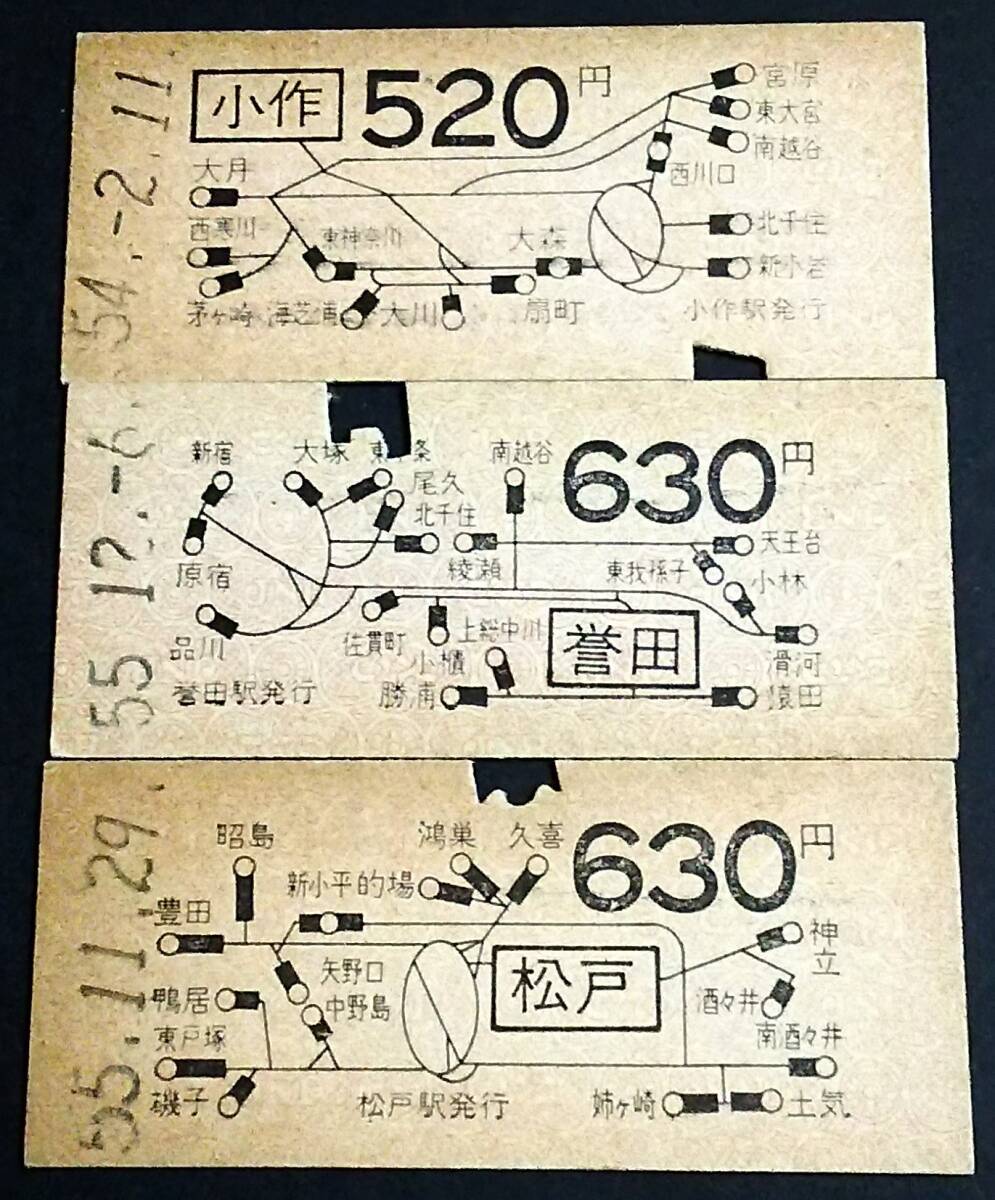 54.-2.11.
小作 520円
宮原
東大宮
南越谷
大月
西川口
西寒川
東神奈川
大森
北千住
新小岩
茅ヶ崎 海芝浦 大川 扇町 小作駅発行
55.12.-6.
新宿 大塚 南越谷 630円
尾久
北千住
綾瀬
天王台
原宿
東我孫子
小林
品川
佐貫町
上総中川
誉田
小櫃
滑河
誉田駅発行 勝浦 猿田
55.11.29.
昭島 鴻巣 久喜 630円
新小平 的場
豊田
神立
矢野口
松戸
鴨居
中野島
酒々井
東戸塚
南酒々井
磯子 松戸駅発行 姉ヶ崎 土気